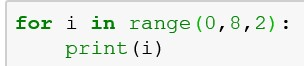 for i in range(0,8,2):
    print(i)